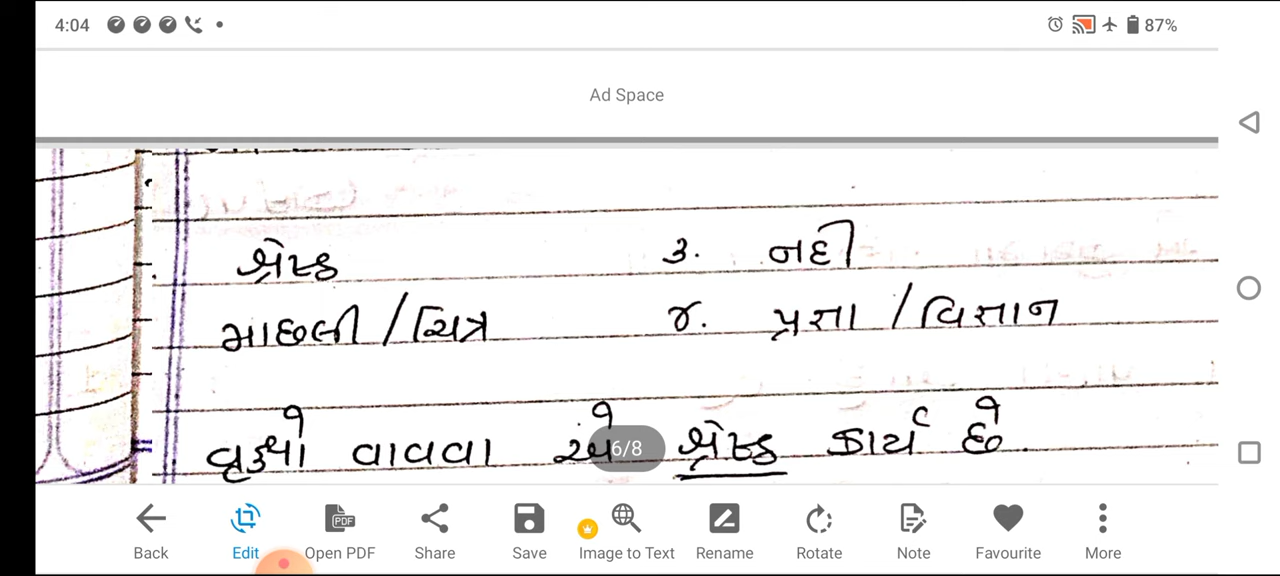 4:04 87%
Ad Space
શ્રેષ્ઠ ૩. નદી
માછલી / ચિત્ર ૪. પ્રજ્ઞા / વિજ્ઞાન
વૃક્ષો વાવવા એ શ્રેષ્ઠ કાર્ય છે.
6/8
Back Edit Open PDF Share Save Image to Text Rename Rotate Note Favourite More